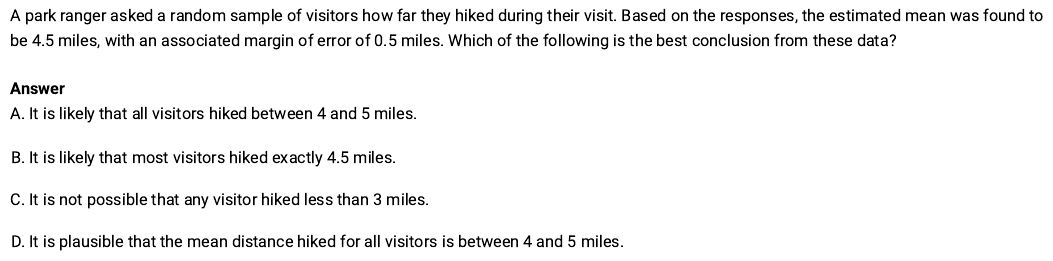 A park ranger asked a random sample of visitors how far they hiked during their visit. Based on the responses, the estimated mean was found to
be 4.5 miles, with an associated margin of error of 0.5 miles. Which of the following is the best conclusion from these data?
Answer
A. It is likely that all visitors hiked between 4 and 5 miles.
B. It is likely that most visitors hiked exactly 4.5 miles.
C. It is not possible that any visitor hiked less than 3 miles.
D. It is plausible that the mean distance hiked for all visitors is between 4 and 5 miles.